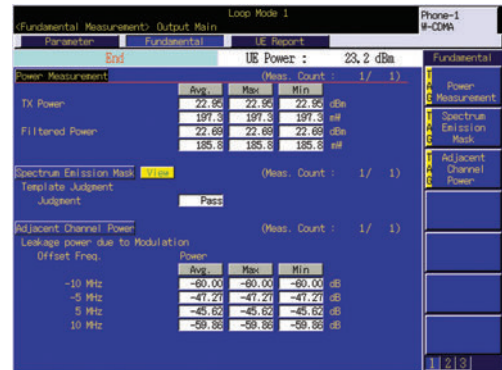 Loop Mode 1
<Fundamental Measurement> Output Main
Phone-1
W-CDMA
Parameter Fundamental UE Report
End UE Power : 23.2 dBm
Fundamental
Power Measurement (Meas. Count : 1/ 1)
Avg. Max Min
TX Power 22.95 22.95 22.95 dBm
197.3 197.3 197.3 mW
Filtered Power 22.69 22.69 22.69 dBm
185.8 185.8 185.8 mW
Spectrum Emission Mask View (Meas. Count : 1/ 1)
Template Judgment
Judgment Pass
Adjacent Channel Power (Meas. Count : 1/ 1)
Leakage power due to Modulation
Offset Freq. Power
Avg. Max Min
-10 MHz -60.00 -60.00 -60.00 dB
-5 MHz -47.27 -47.27 -47.27 dB
5 MHz -45.62 -45.62 -45.62 dB
10 MHz -59.86 -59.86 -59.86 dB
TAG
Power
Measurement
TAG
Spectrum
Emission
Mask
TAG
Adjacent
Channel
Power
1 2 3